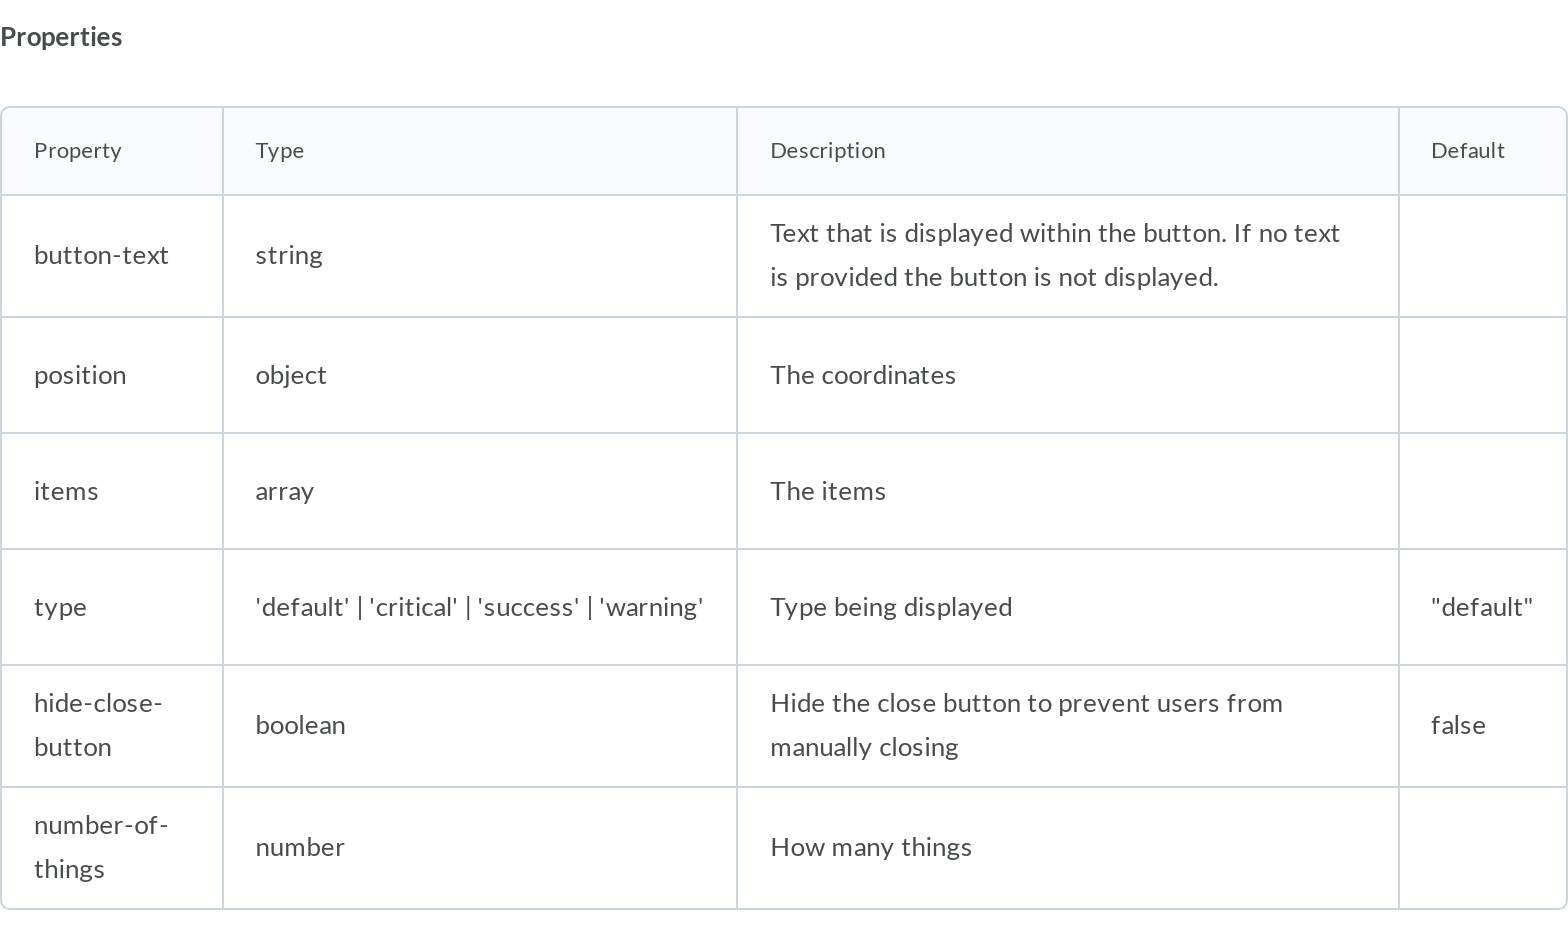 Properties
Property Type Description Default
button-text string Text that is displayed within the button. If no text
is provided the button is not displayed.
position object The coordinates
items array The items
type 'default' | 'critical' | 'success' | 'warning' Type being displayed "default"
hide-close-
button
boolean
Hide the close button to prevent users from
manually closing
false
number-of-
things
number
How many things